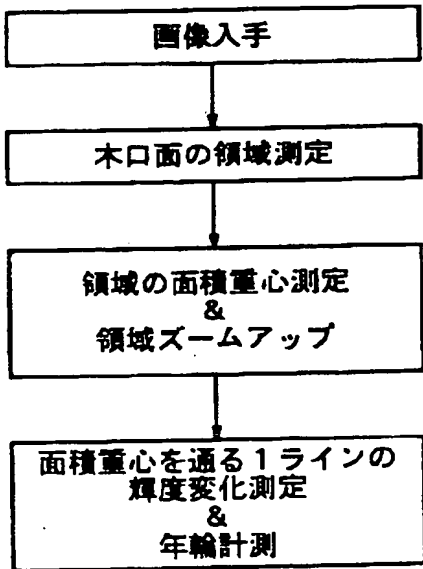 画像入手
木口面の領域測定
領域の面積重心測定
&
領域ズームアップ
面積重心を通る1ラインの
輝度変化測定
&
年輪計測